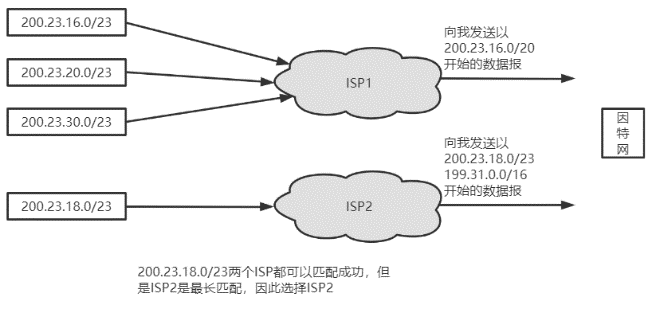 200.23.16.0/23
200.23.20.0/23
200.23.30.0/23
ISP1
向我发送以
200.23.16.0/20
开始的数据报
因
特
网
200.23.18.0/23
ISP2
向我发送以
200.23.18.0/23
199.31.0.0/16
开始的数据报
200.23.18.0/23两个ISP都可以匹配成功，但
是ISP2是最长匹配，因此选择ISP2